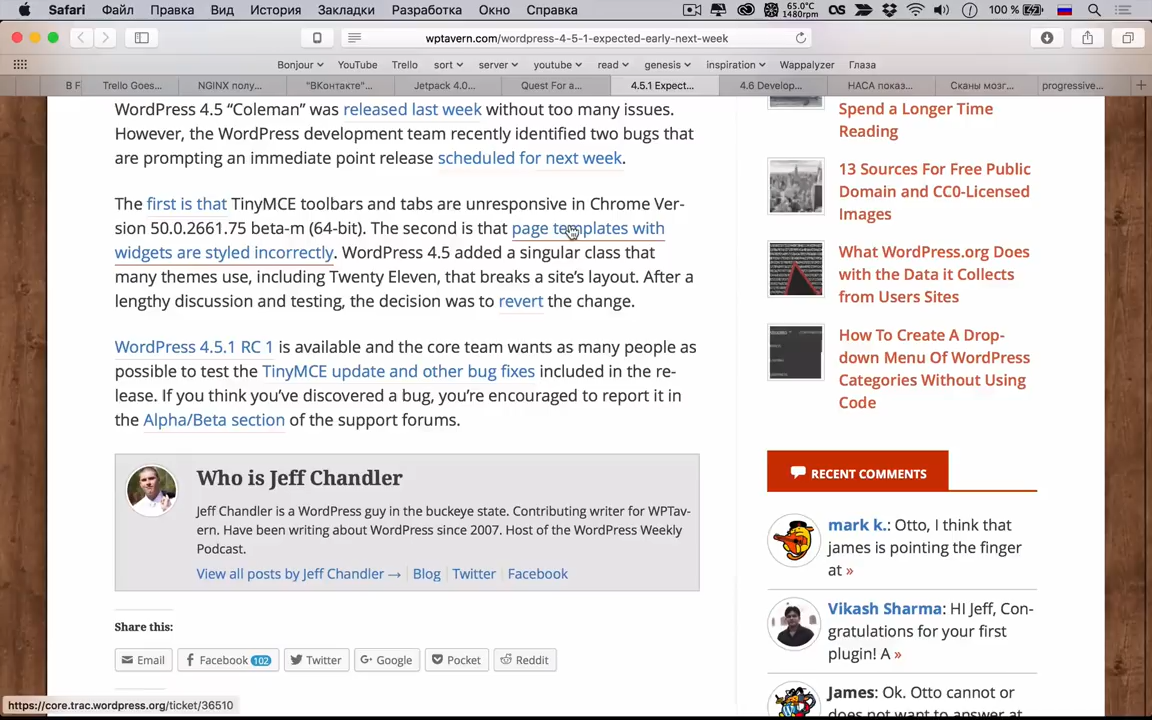 Safari Файл Правка Вид История Закладки Разработка Окно Справка
65.0°C
1480rpm
100 %
wptavern.com/wordpress-4-5-1-expected-early-next-week
Bonjour YouTube Trello sort server youtube read genesis inspiration Wappalyzer Глаза
В F Trello Goes... NGINX полу... "ВКонтакте"... Jetpack 4.0... Quest For a... 4.5.1 Expect... 4.6 Develop... НАСА показ... Сканы мозг... progressive...
WordPress 4.5 “Coleman” was released last week without too many issues.
However, the WordPress development team recently identified two bugs that
are prompting an immediate point release scheduled for next week.
The first is that TinyMCE toolbars and tabs are unresponsive in Chrome Ver-
sion 50.0.2661.75 beta-m (64-bit). The second is that page templates with
widgets are styled incorrectly. WordPress 4.5 added a singular class that
many themes use, including Twenty Eleven, that breaks a site’s layout. After a
lengthy discussion and testing, the decision was to revert the change.
WordPress 4.5.1 RC 1 is available and the core team wants as many people as
possible to test the TinyMCE update and other bug fixes included in the re-
lease. If you think you’ve discovered a bug, you’re encouraged to report it in
the Alpha/Beta section of the support forums.
Who is Jeff Chandler
Jeff Chandler is a WordPress guy in the buckeye state. Contributing writer for WPTav-
ern. Have been writing about WordPress since 2007. Host of the WordPress Weekly
Podcast.
View all posts by Jeff Chandler → Blog Twitter Facebook
Share this:
Email Facebook 102 Twitter Google Pocket Reddit
Spend a Longer Time
Reading
13 Sources For Free Public
Domain and CC0-Licensed
Images
What WordPress.org Does
with the Data it Collects
from Users Sites
How To Create A Drop-
down Menu Of WordPress
Categories Without Using
Code
RECENT COMMENTS
mark k.: Otto, I think that
james is pointing the finger
at »
Vikash Sharma: HI Jeff, Con-
gratulations for your first
plugin! A »
James: Ok. Otto cannot or
does not want to answer at
https://core.trac.wordpress.org/ticket/36510